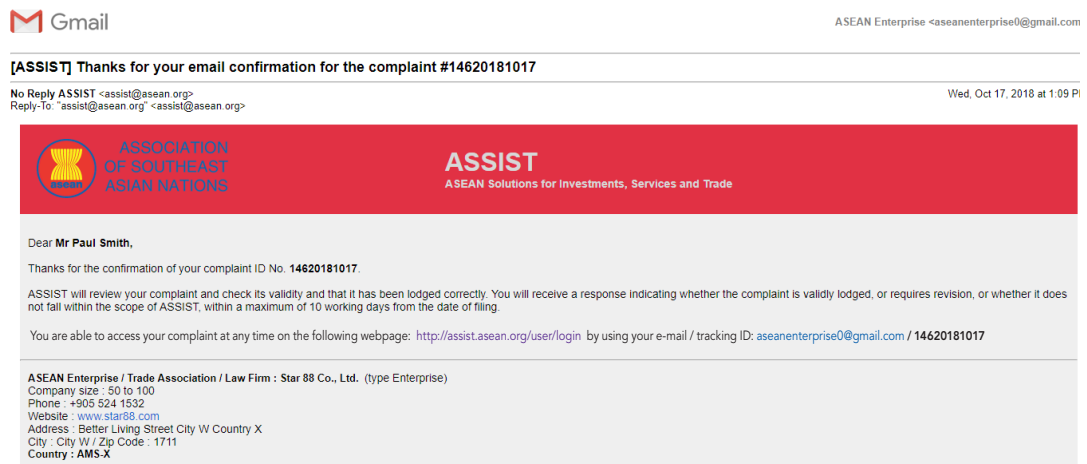 Gmail
ASEAN Enterprise <aseanenterprise0@gmail.com
[ASSIST] Thanks for your email confirmation for the complaint #14620181017
No Reply ASSIST <assist@asean.org>
Wed, Oct 17, 2018 at 1:09 P
Reply-To: "assist@asean.org" <assist@asean.org>
asean
ASSOCIATION
OF SOUTHEAST
ASIAN NATIONS
ASSIST
ASEAN Solutions for Investments, Services and Trade
Dear Mr Paul Smith,
Thanks for the confirmation of your complaint ID No. 14620181017.
ASSIST will review your complaint and check its validity and that it has been lodged correctly. You will receive a response indicating whether the complaint is validly lodged, or requires revision, or whether it does
not fall within the scope of ASSIST, within a maximum of 10 working days from the date of filing.
You are able to access your complaint at any time on the following webpage: http://assist.asean.org/user/login by using your e-mail / tracking ID: aseanenterprise0@gmail.com / 14620181017
ASEAN Enterprise / Trade Association / Law Firm : Star 88 Co., Ltd. (type Enterprise)
Company size : 50 to 100
Phone : +905 524 1532
Website : www.star88.com
Address : Better Living Street City W Country X
City : City W / Zip Code : 1711
Country : AMS-X